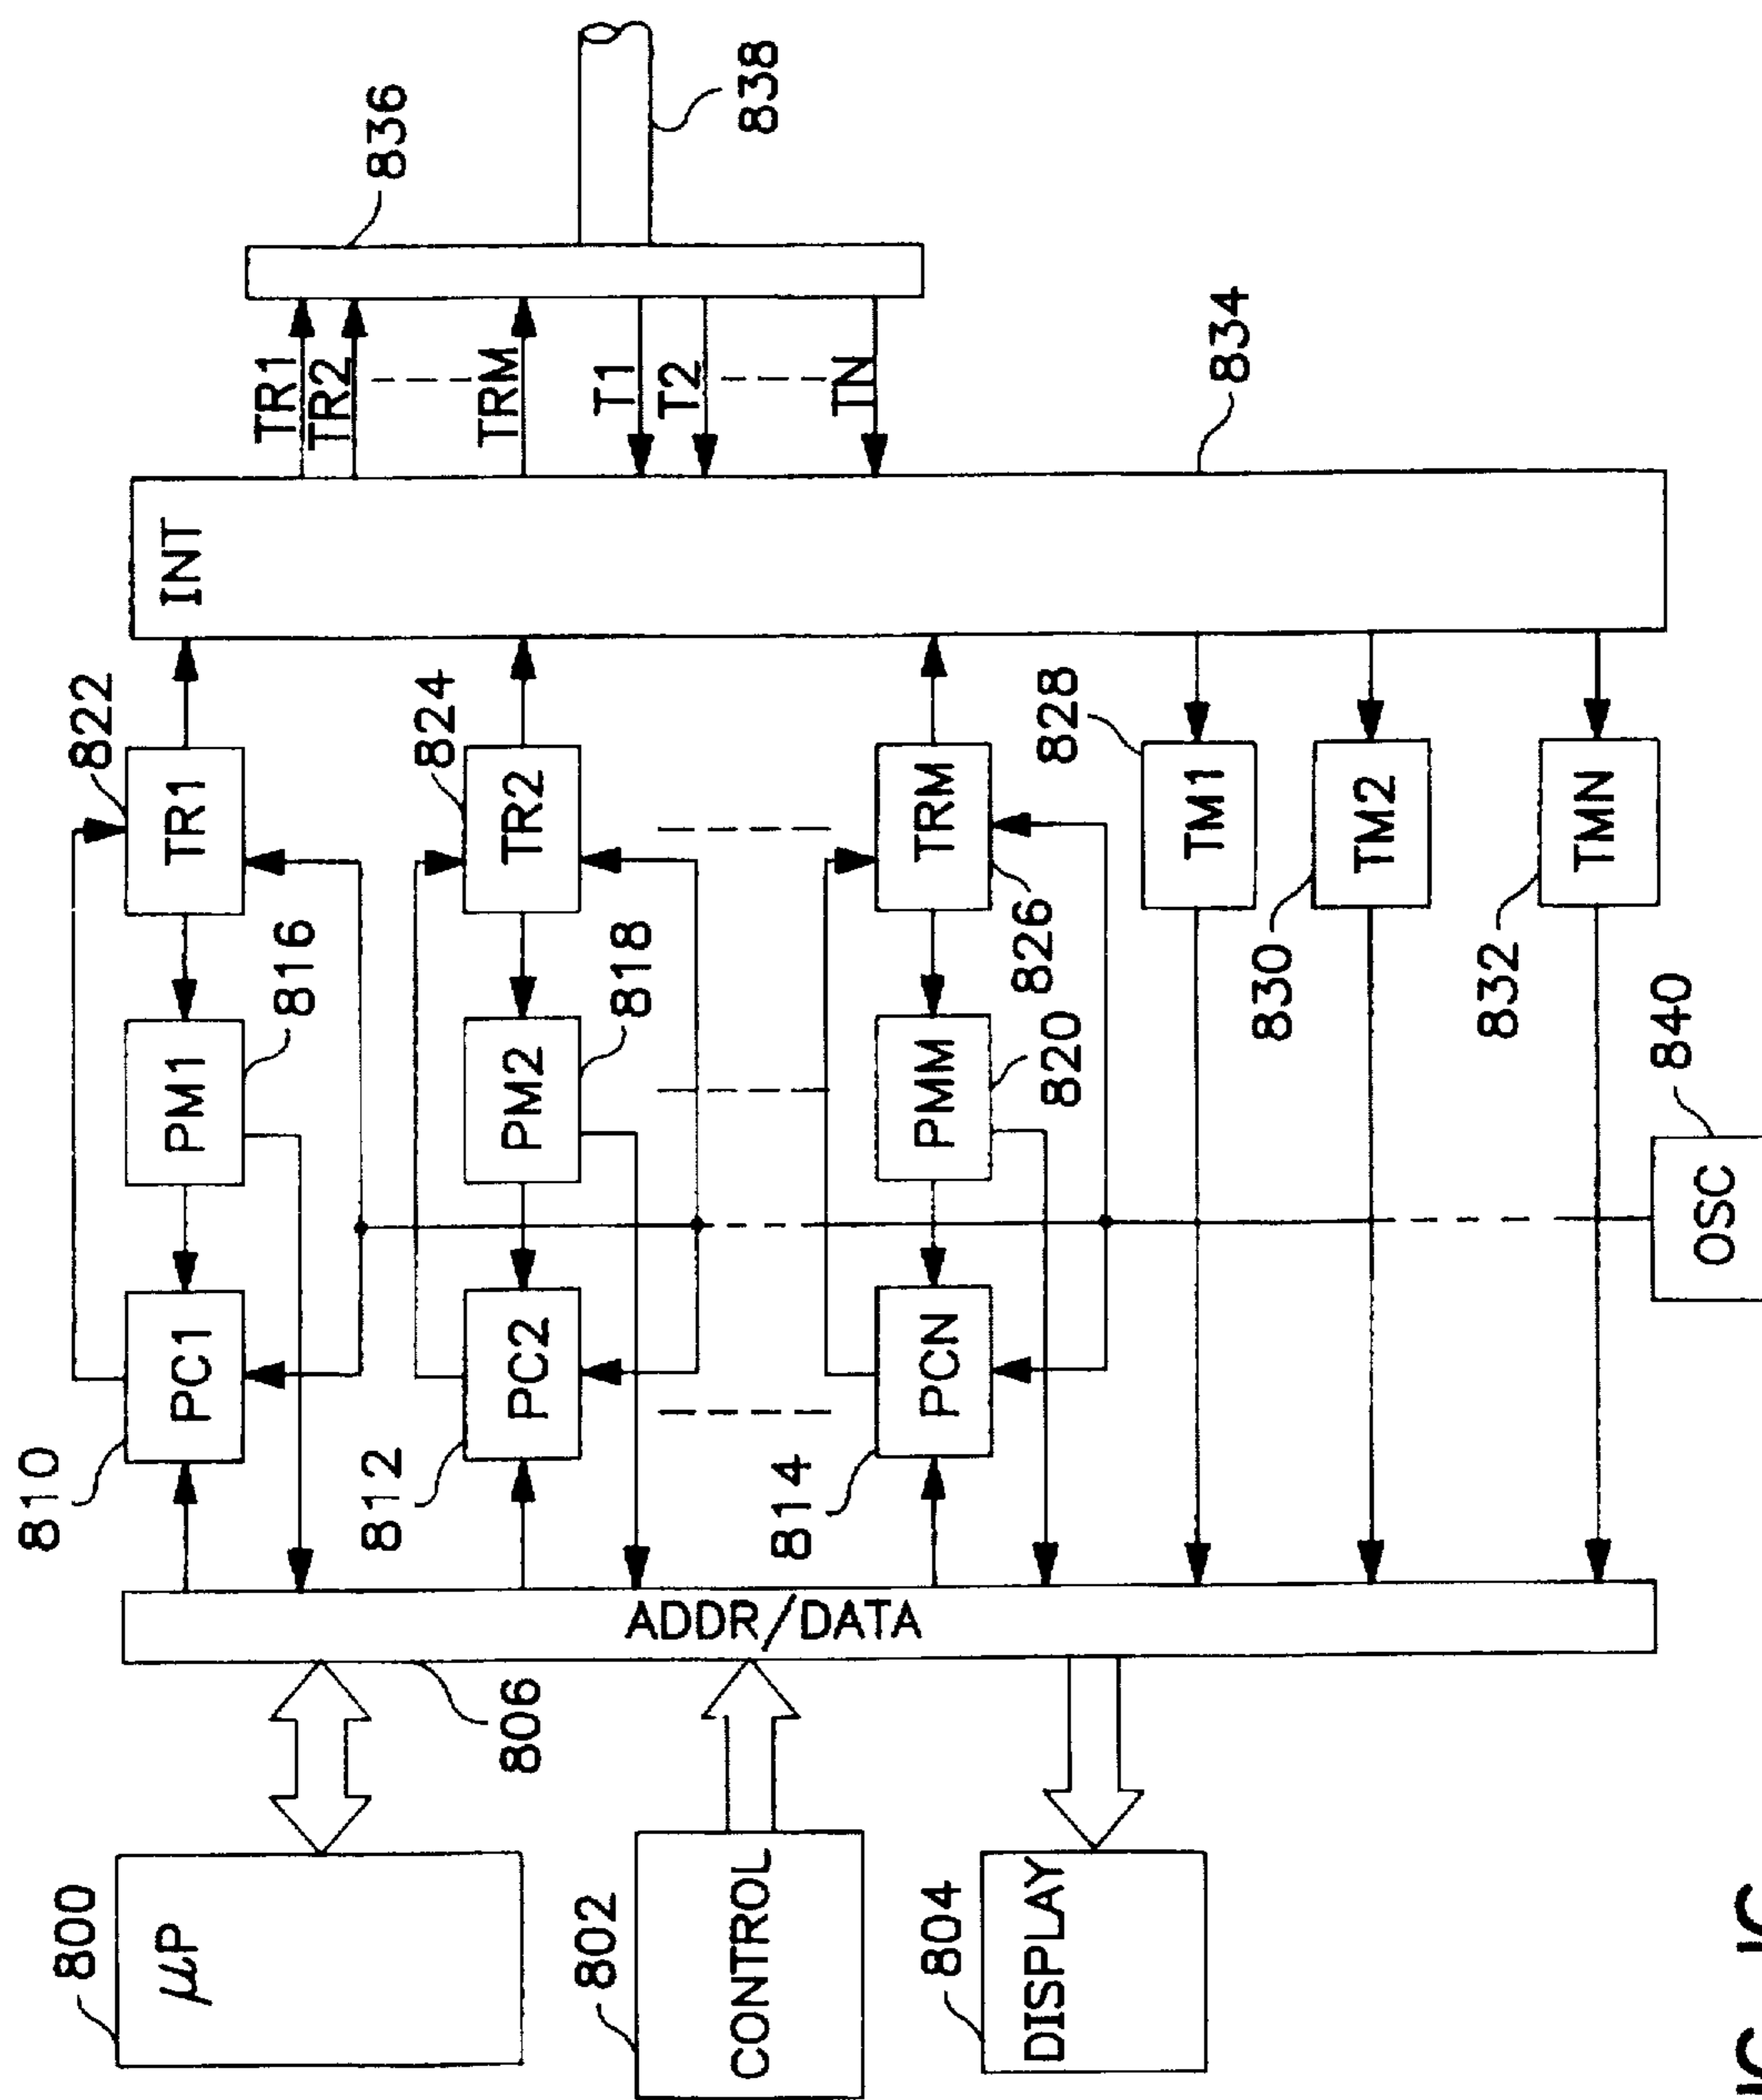 800
μP
802
CONTROL
804
DISPLAY
806
ADDR/DATA
810
PC1
PM1
816
TR1
822
812
PC2
PM2
818
TR2
824
814
PCN
PMM
820
TRM
826
TM1
828
TM2
830
TMN
832
OSC
840
INT
834
TR1
TR2
TRM
T1
T2
TN
836
838